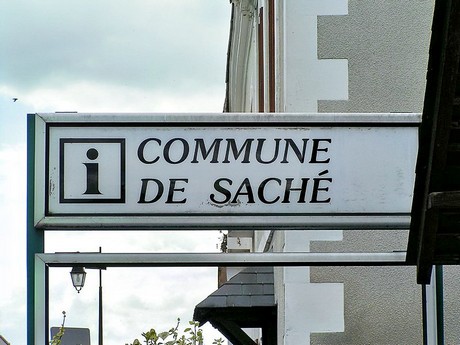 i
COMMUNE
DE SACHÉ